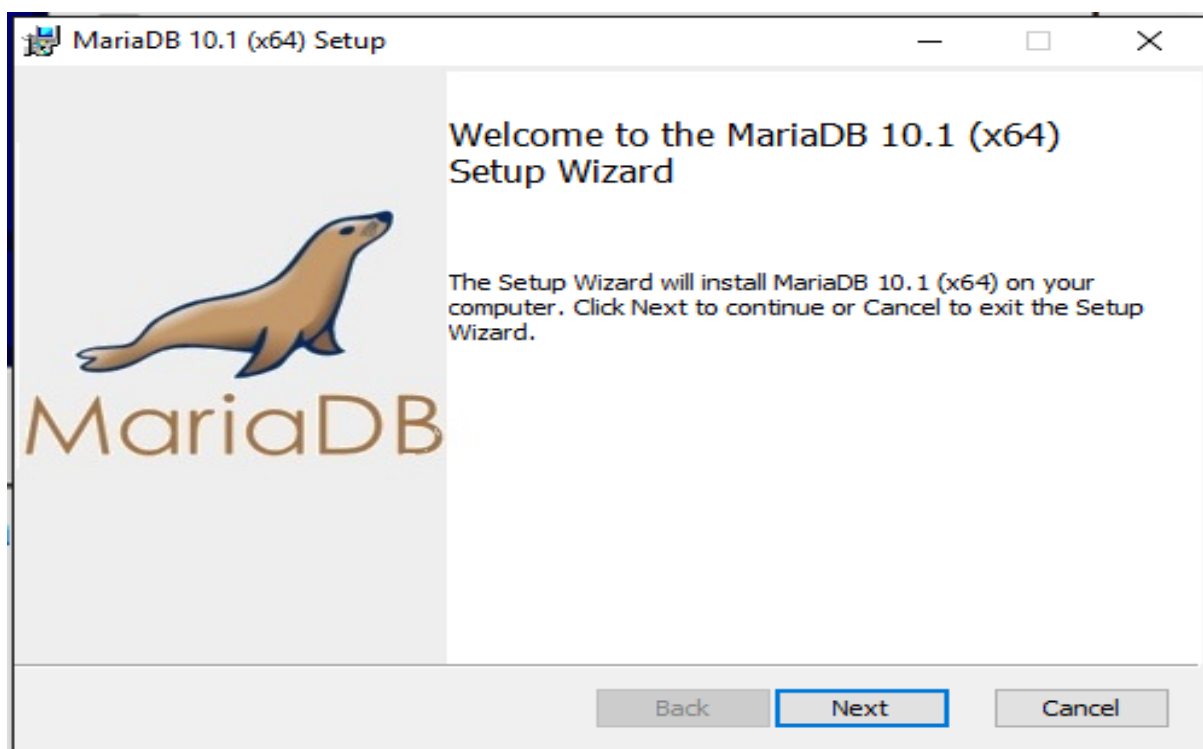 MariaDB 10.1 (x64) Setup
Welcome to the MariaDB 10.1 (x64)
Setup Wizard
The Setup Wizard will install MariaDB 10.1 (x64) on your
computer. Click Next to continue or Cancel to exit the Setup
Wizard.
MariaDB
Back Next Cancel